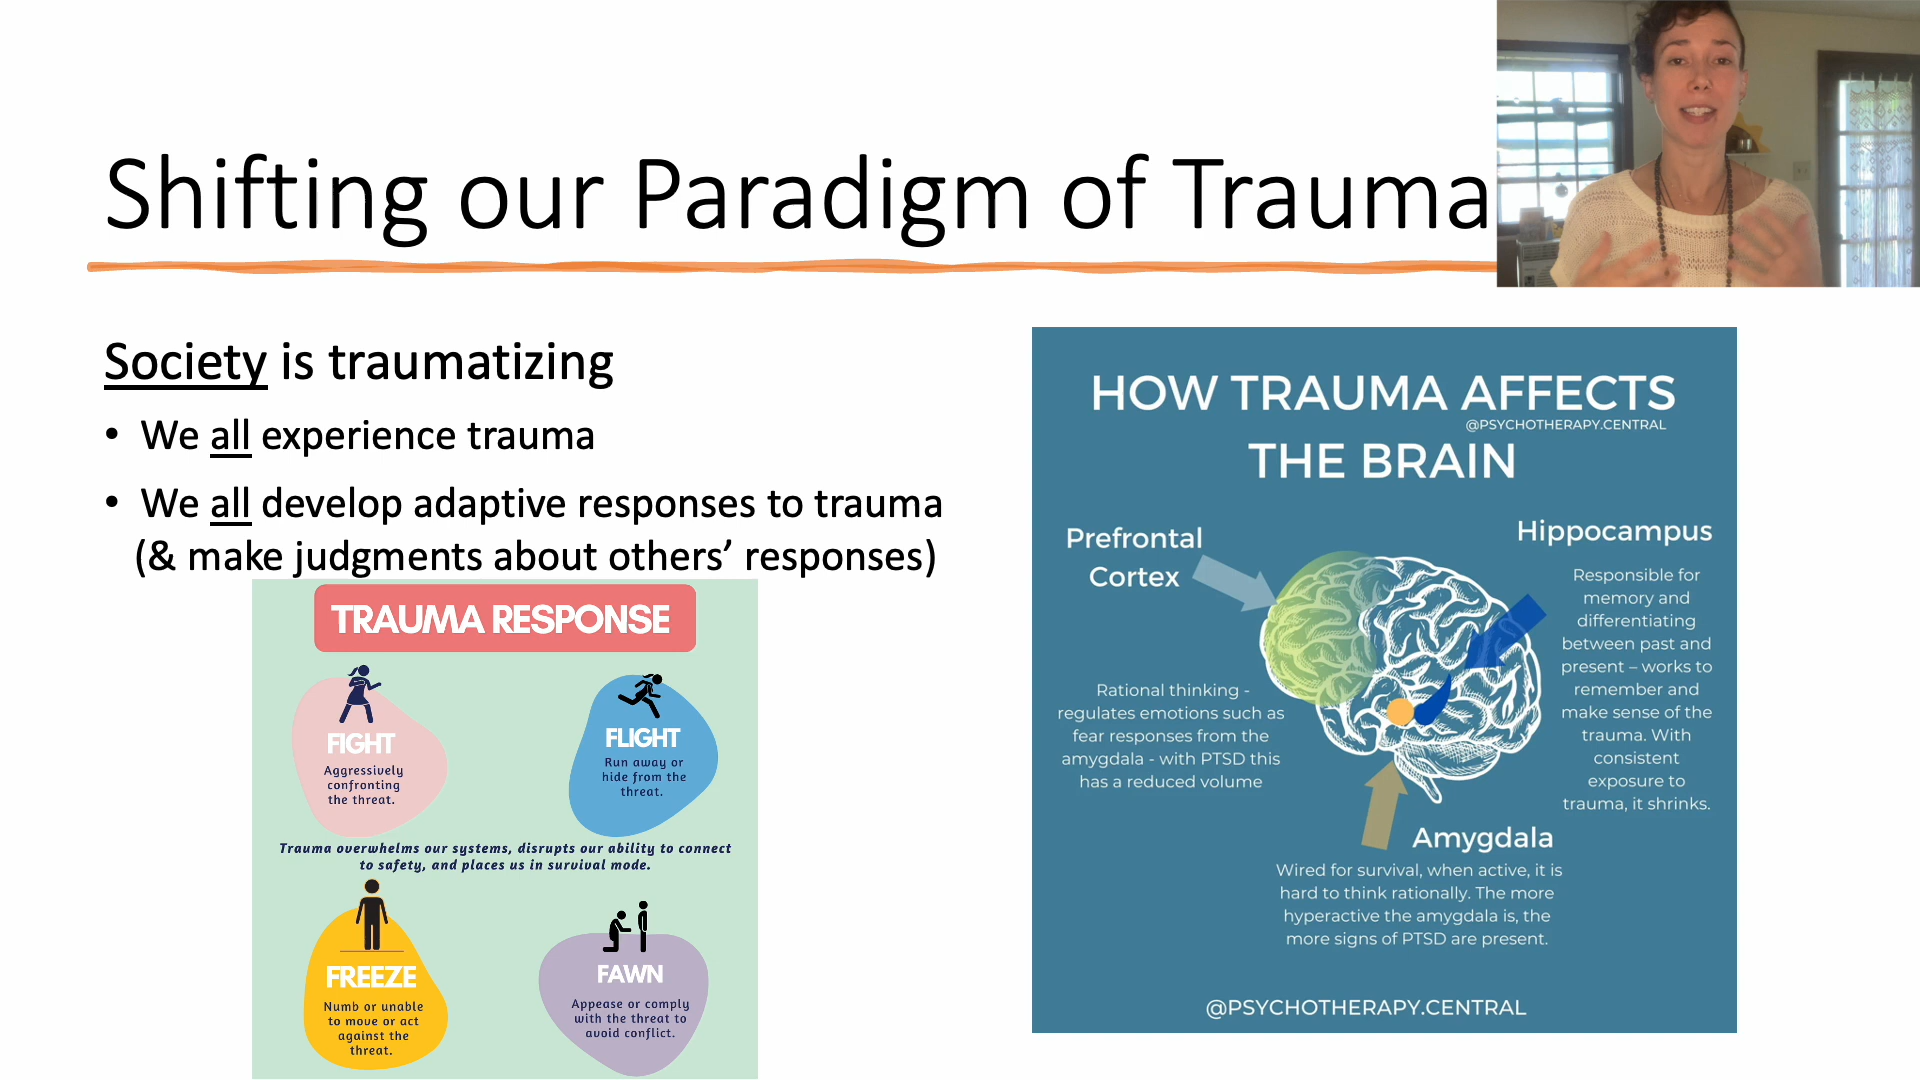 Shifting our Paradigm of Trauma
Society is traumatizing
• We all experience trauma
• We all develop adaptive responses to trauma
(& make judgments about others’ responses)
TRAUMA RESPONSE
FIGHT
Aggressively
confronting
the threat.
FLIGHT
Run away or
hide from the
threat.
Trauma overwhelms our systems, disrupts our ability to connect
to safety, and places us in survival mode.
FREEZE
Numb or unable
to move or act
against the
threat.
FAWN
Appease or comply
with the threat to
avoid conflict.
HOW TRAUMA AFFECTS
@PSYCHOTHERAPY.CENTRAL
THE BRAIN
Prefrontal
Cortex
Rational thinking -
regulates emotions such as
fear responses from the
amygdala - with PTSD this
has a reduced volume
Hippocampus
Responsible for
memory and
differentiating
between past and
present – works to
remember and
make sense of the
trauma. With
consistent
exposure to
trauma, it shrinks.
Amygdala
Wired for survival, when active, it is
hard to think rationally. The more
hyperactive the amygdala is, the
more signs of PTSD are present.
@PSYCHOTHERAPY.CENTRAL